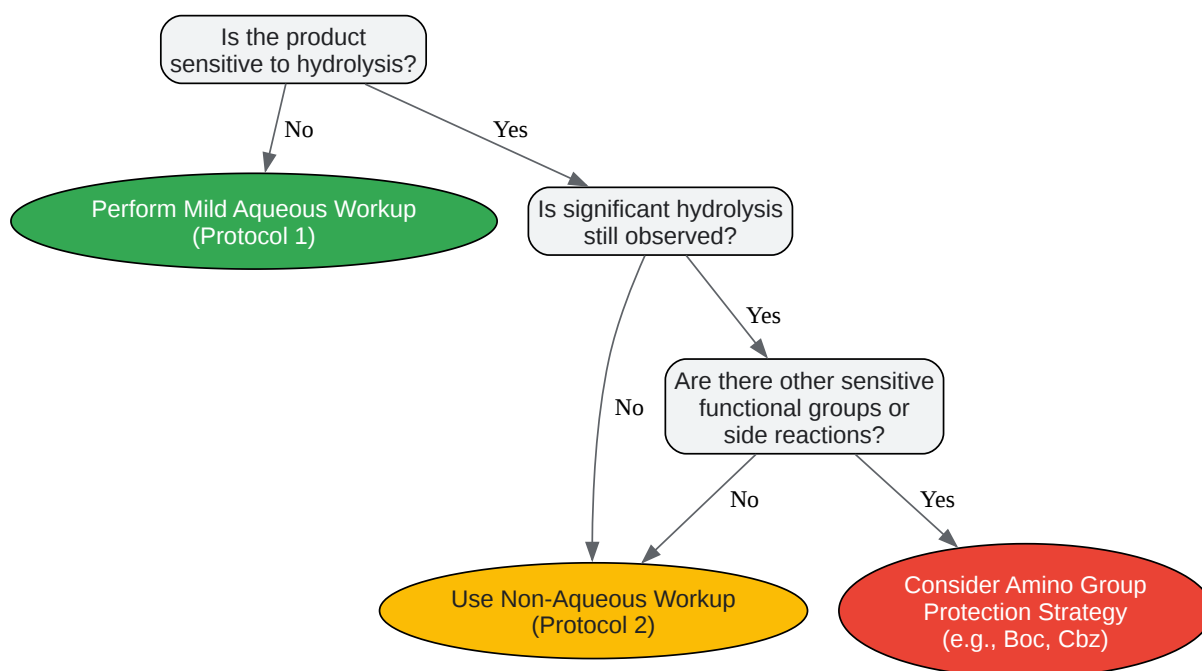 Is the product
sensitive to hydrolysis?
No
Yes
Perform Mild Aqueous Workup
(Protocol 1)
Is significant hydrolysis
still observed?
Yes
No
Are there other sensitive
functional groups or
side reactions?
No
Yes
Use Non-Aqueous Workup
(Protocol 2)
Consider Amino Group
Protection Strategy
(e.g., Boc, Cbz)